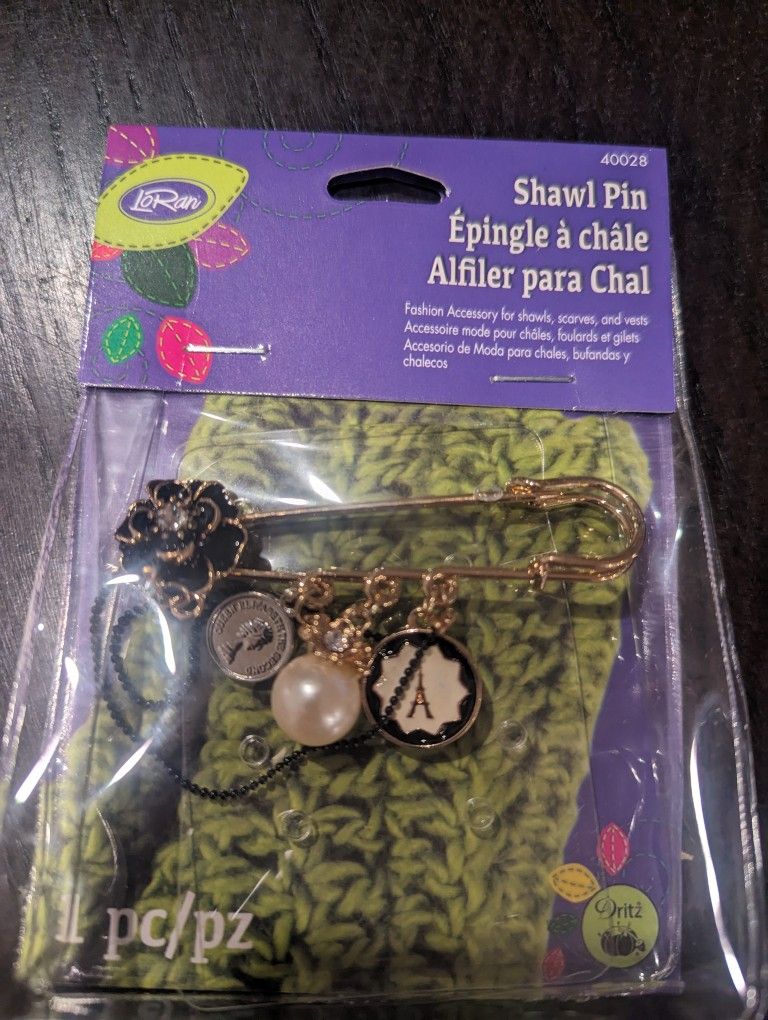 40028
LoRan
Shawl Pin
Épingle à châle
Alfiler para Chal
Fashion Accessory for shawls, scarves, and vests
Accessoire mode pour châles, foulards et gilets
Accesorio de Moda para chales, bufandas y
chalecos
1 pc/pz
Dritz